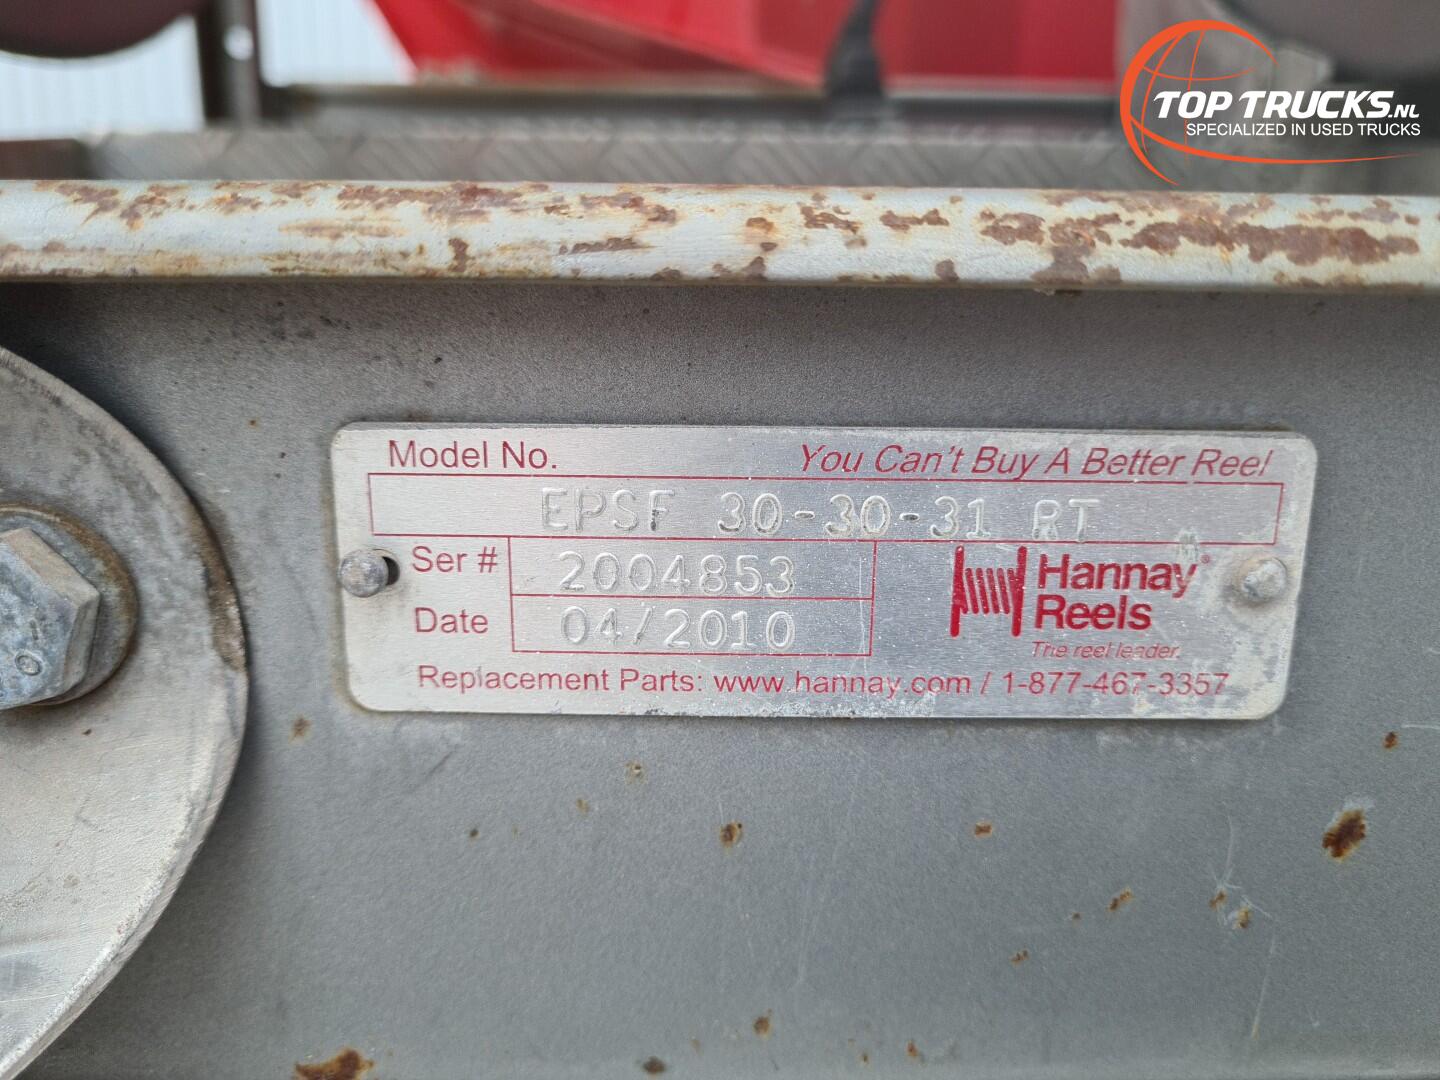 TOP TRUCKS.NL
SPECIALIZED IN USED TRUCKS
Model No. You Can't Buy A Better Reel
EPSF 30-30-31 RT
Ser # 2004853
Date 04/2010
Hannay®
Reels
The reel leader.
Replacement Parts: www.hannay.com / 1-877-467-3357